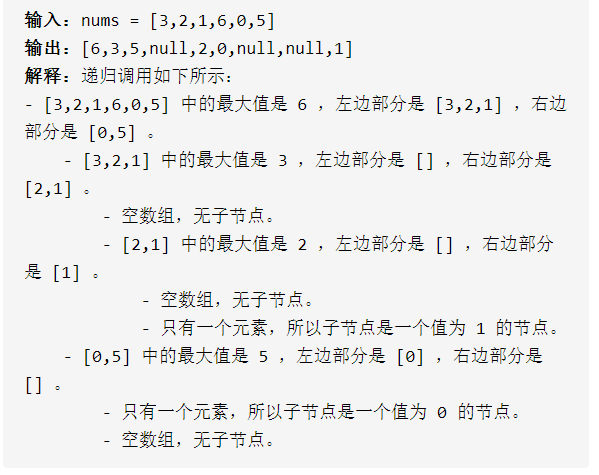 输入：nums = [3,2,1,6,0,5]
输出：[6,3,5,null,2,0,null,null,1]
解释：递归调用如下所示：
- [3,2,1,6,0,5] 中的最大值是 6 ，左边部分是 [3,2,1] ，右边
部分是 [0,5] 。
- [3,2,1] 中的最大值是 3 ，左边部分是 [] ，右边部分是
[2,1] 。
- 空数组，无子节点。
- [2,1] 中的最大值是 2 ，左边部分是 [] ，右边部分
是 [1] 。
- 空数组，无子节点。
- 只有一个元素，所以子节点是一个值为 1 的节点。
- [0,5] 中的最大值是 5 ，左边部分是 [0] ，右边部分是
[] 。
- 只有一个元素，所以子节点是一个值为 0 的节点。
- 空数组，无子节点。